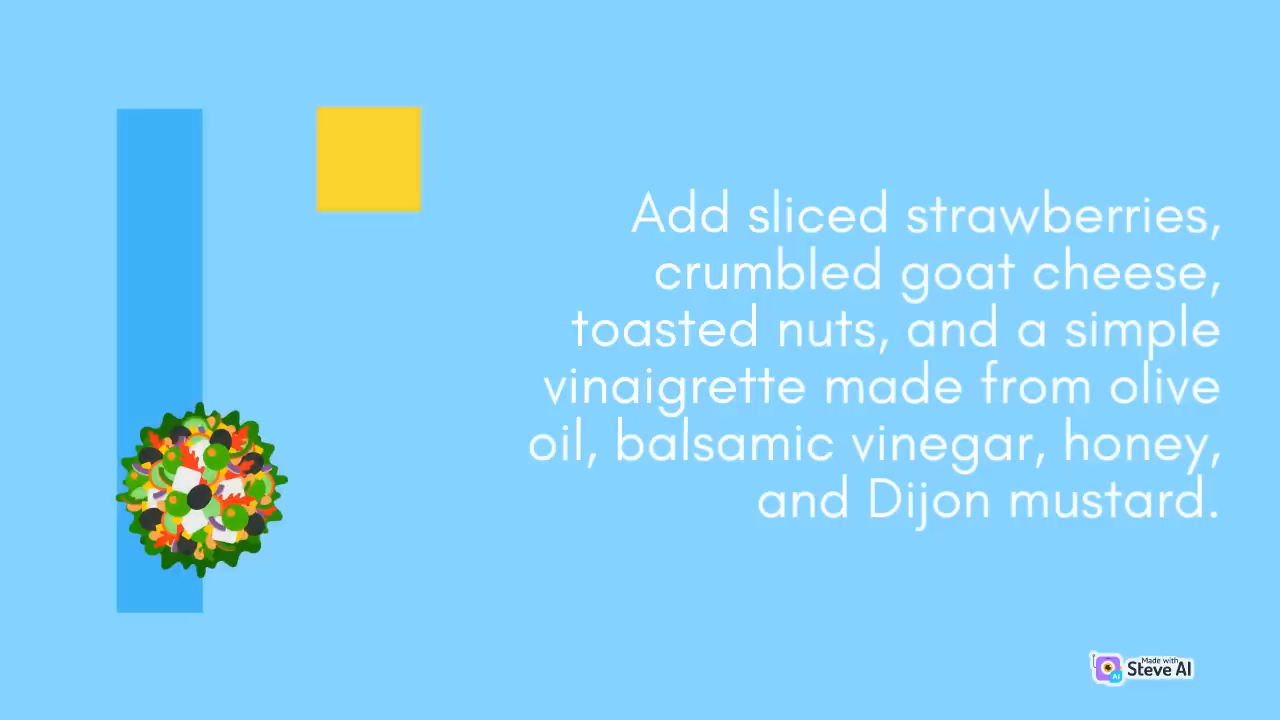 Add sliced strawberries,
crumbled goat cheese,
toasted nuts, and a simple
vinaigrette made from olive
oil, balsamic vinegar, honey,
and Dijon mustard.
Made with
Steve AI
AI